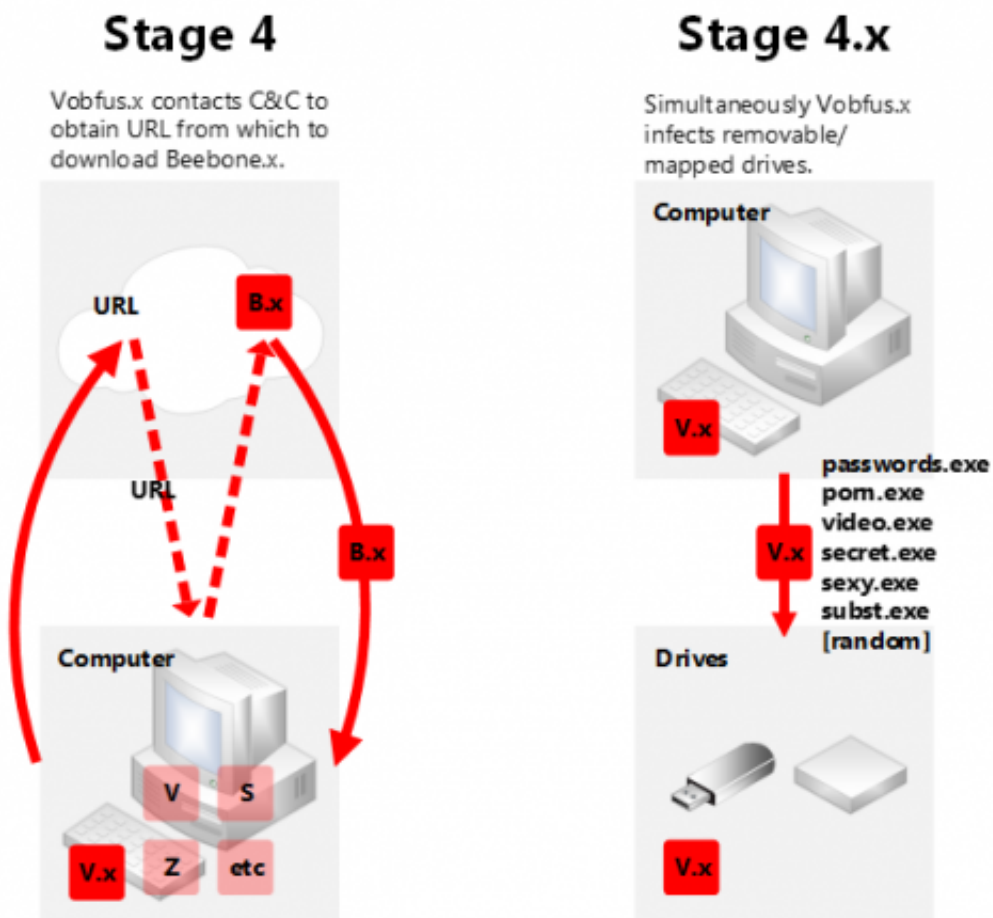 Stage 4
Vobfus.x contacts C&C to
obtain URL from which to
download Beebone.x.
URL
B.x
URL
B.x
Computer
V
S
V.x
Z
etc
Stage 4.x
Simultaneously Vobfus.x
infects removable/
mapped drives.
Computer
V.x
passwords.exe
porn.exe
video.exe
V.x
secret.exe
sexy.exe
subst.exe
[random]
Drives
V.x